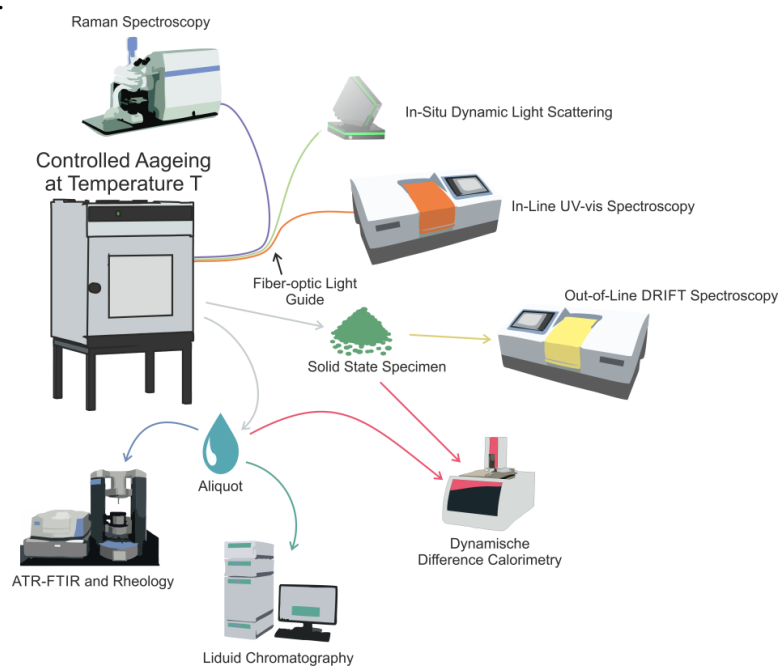 Raman Spectroscopy
In-Situ Dynamic Light Scattering
Controlled Aageing
at Temperature T
In-Line UV-vis Spectroscopy
Fiber-optic Light
Guide
Out-of-Line DRIFT Spectroscopy
Solid State Specimen
Aliquot
Dynamische
Difference Calorimetry
ATR-FTIR and Rheology
Liduid Chromatography